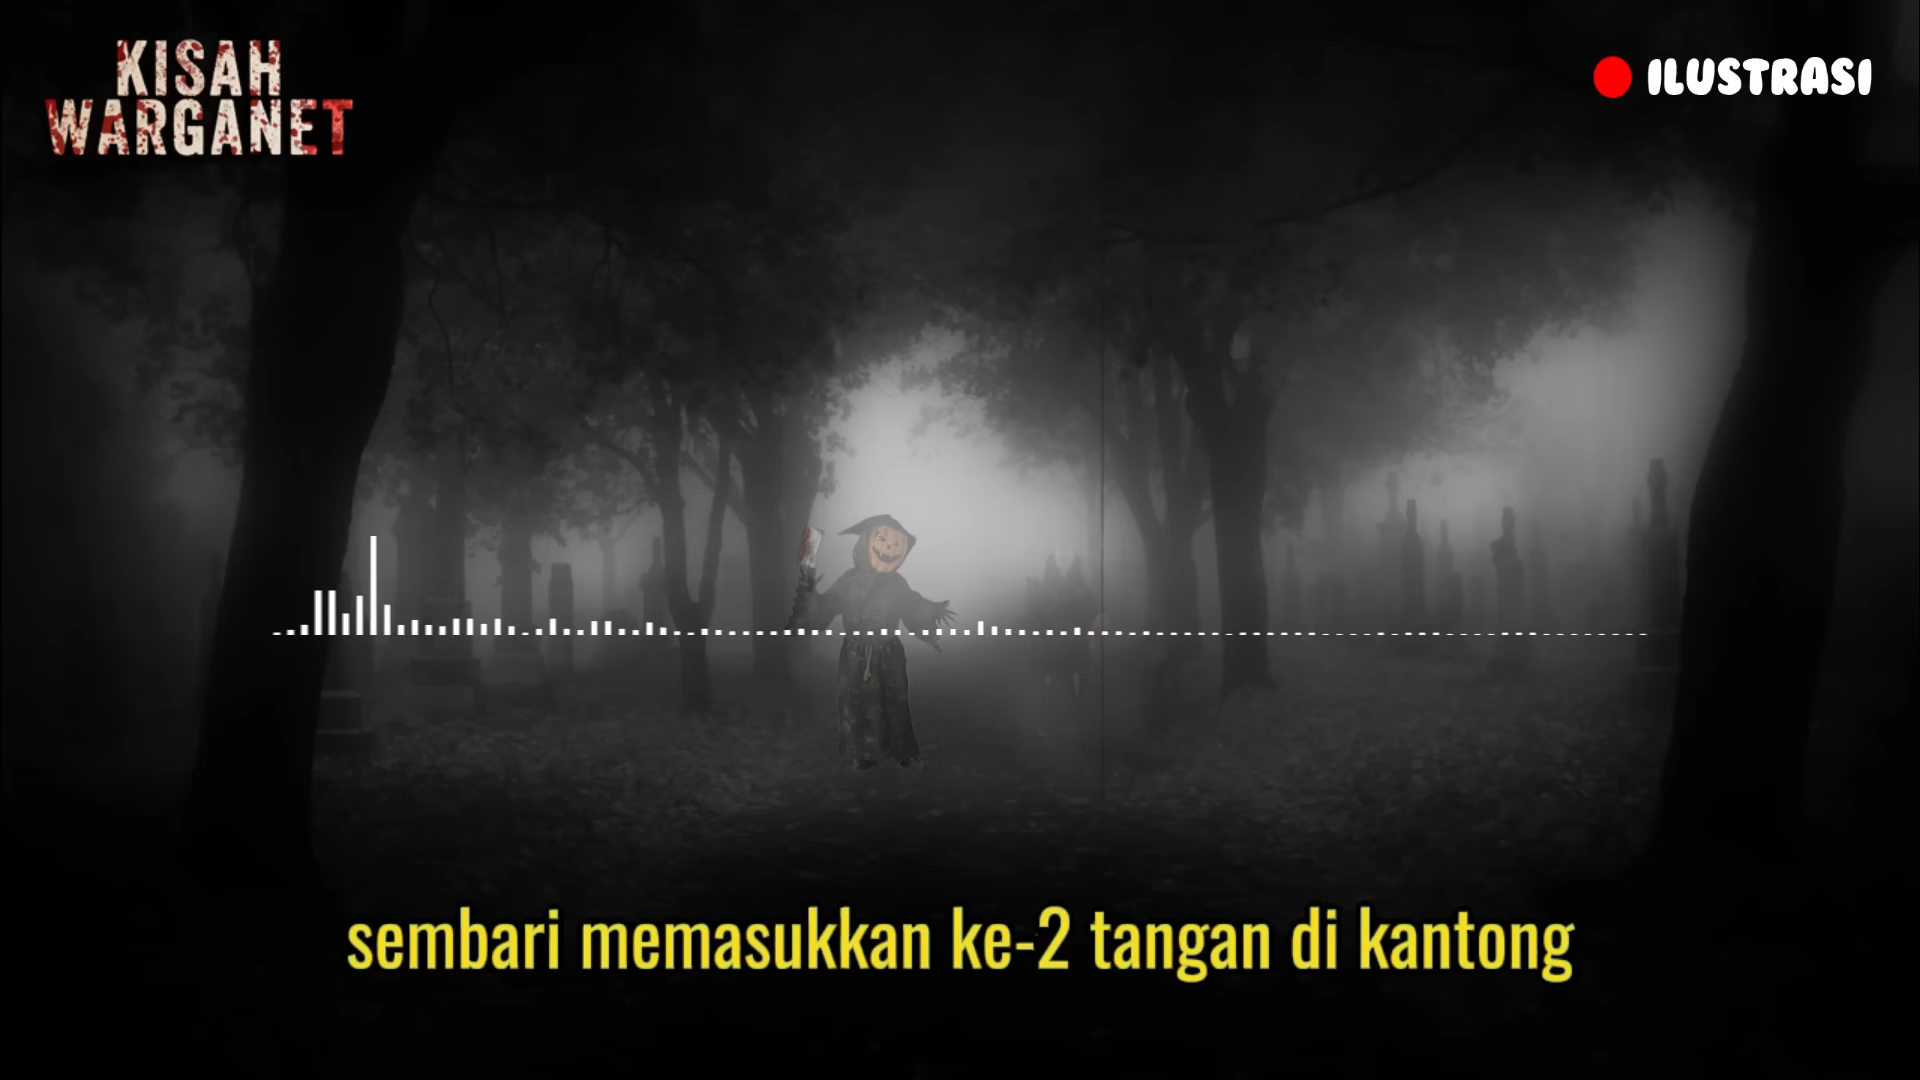 KISAH
WARGANET
ILUSTRASI
sembari memasukkan ke-2 tangan di kantong